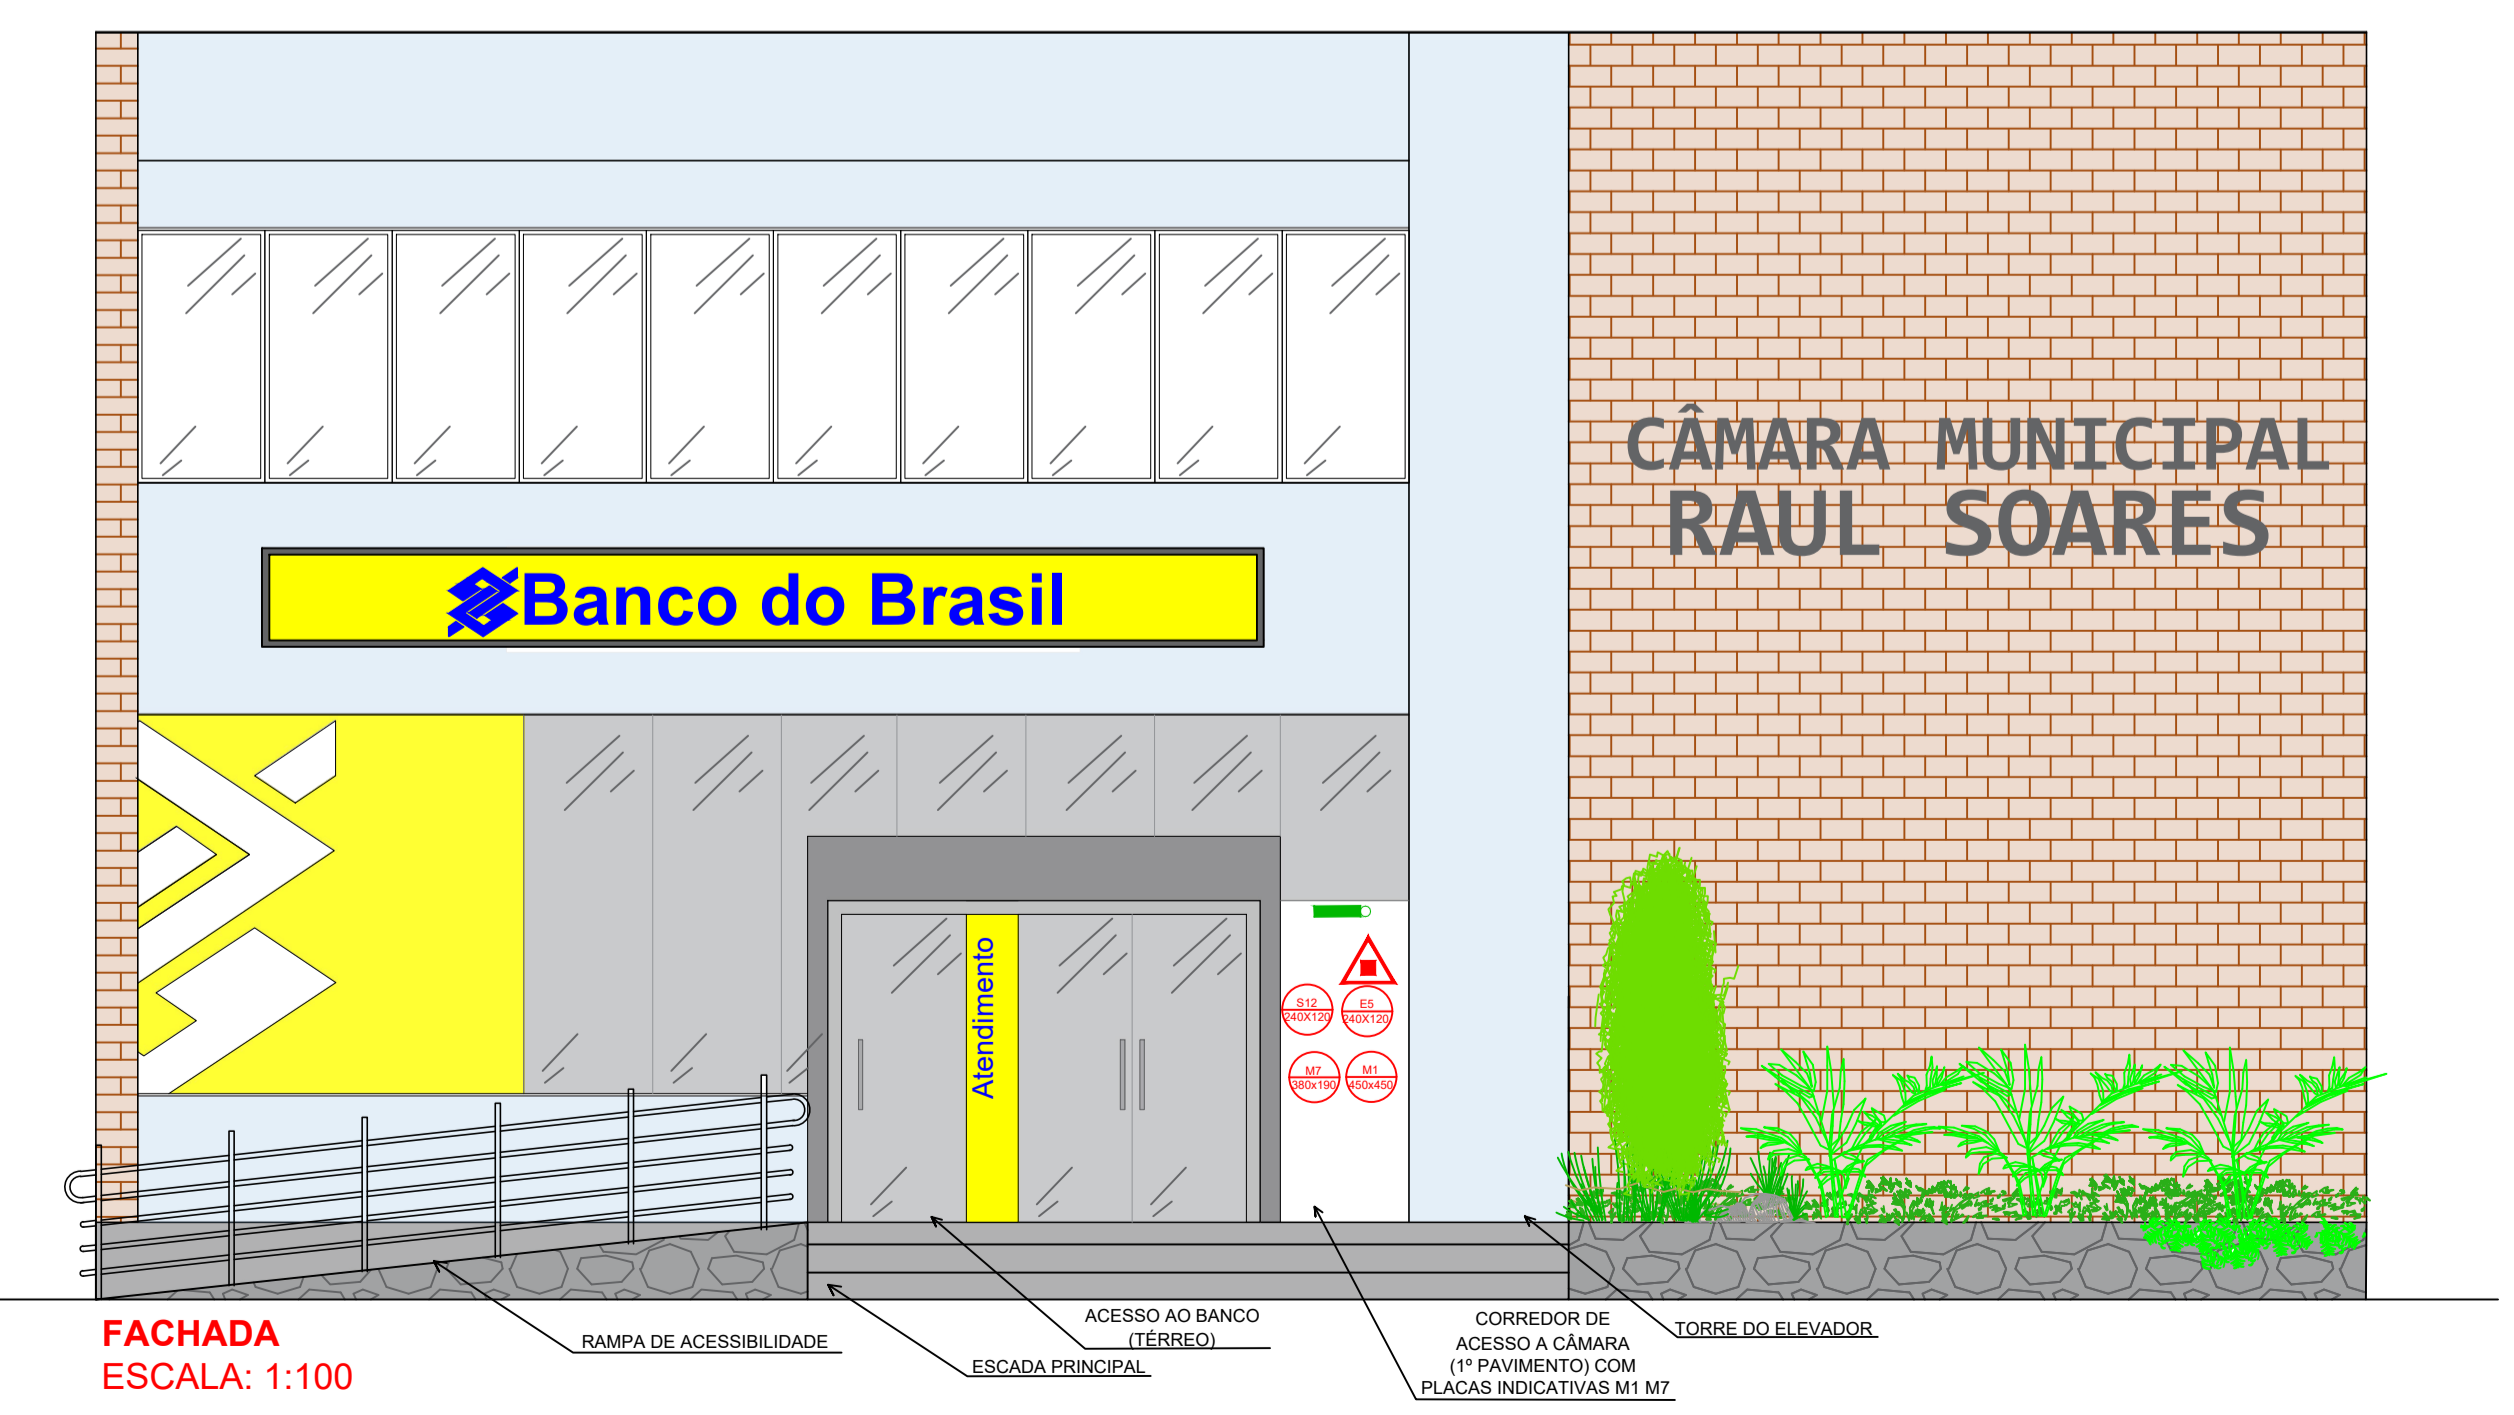 CÂMARA MUNICIPAL
RAUL SOARES
Banco do Brasil
Atendimento
S12
240X120
E5
240X120
M7
380x190
M1
450x450
FACHADA
ESCALA: 1:100
RAMPA DE ACESSIBILIDADE
ESCADA PRINCIPAL
ACESSO AO BANCO
(TÉRREO)
CORREDOR DE
ACESSO A CÂMARA
(1º PAVIMENTO) COM
PLACAS INDICATIVAS M1 M7
TORRE DO ELEVADOR